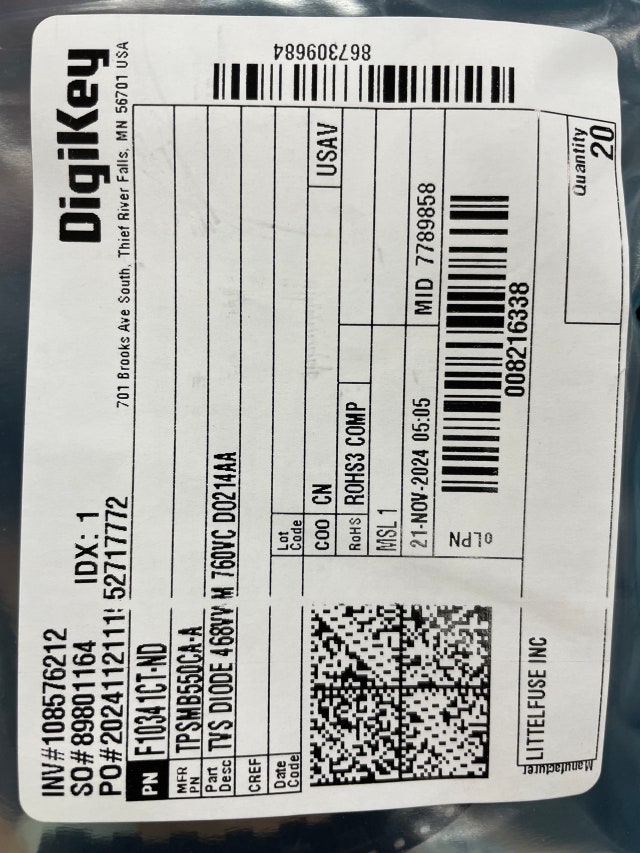 INV#108576212
SO#89801164 IDX: 1
PO#2024112111! 52717772
DigiKey
701 Brooks Ave South, Thief River Falls, MN 56701 USA
867309684
PN F10341CT-ND
MFR PN TPSMB550CA-A
Part Desc TVS DIODE 468VWM 760VC DO214AA
CREF
Date Code
Lot Code
COO CN USAV
RoHS ROHS3 COMP
MSL 1
21-NOV-2024 05:05 MID 7789858
OLPN
008216338
LITTELFUSE INC
Manufacturer
Quantity
20